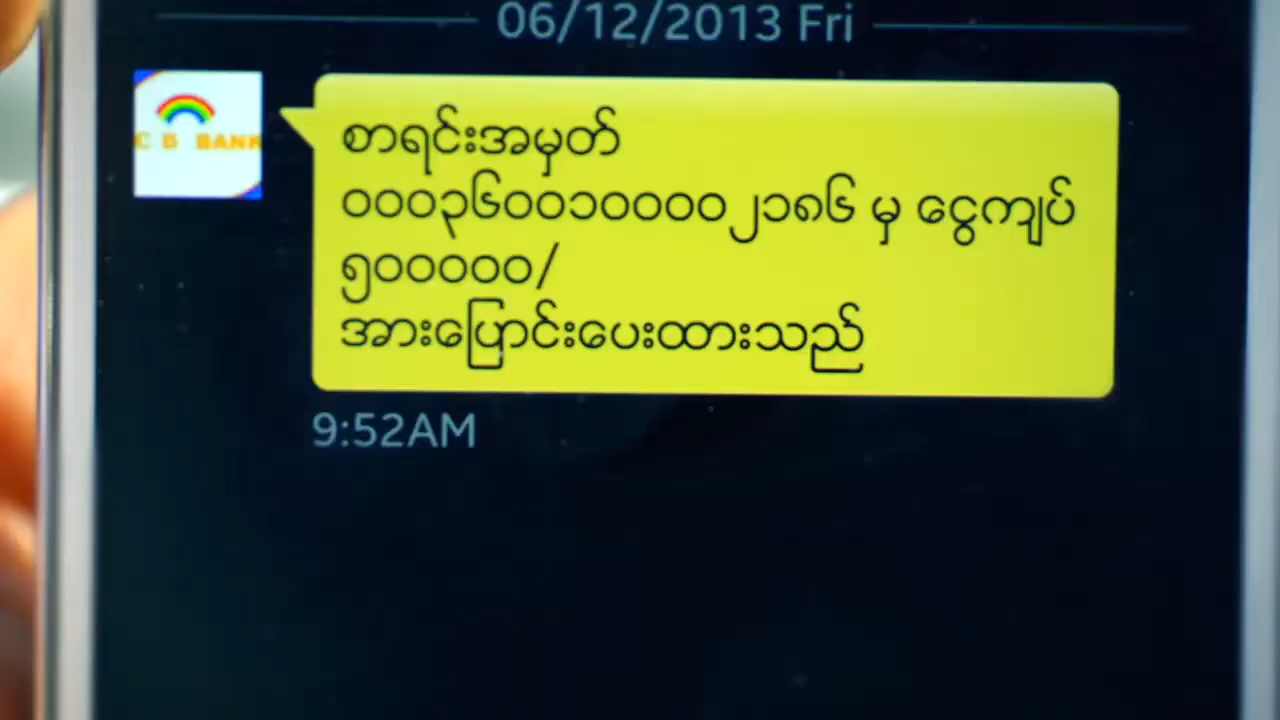 06/12/2013 Fri
C B BANK
စာရင်းအမှတ်
၀၀၀၃၆၀၀၁၀၀၀၀၂၁၈၆ မှ ငွေကျပ်
၅၀၀၀၀၀/
အားပြောင်းပေးထားသည်
9:52AM